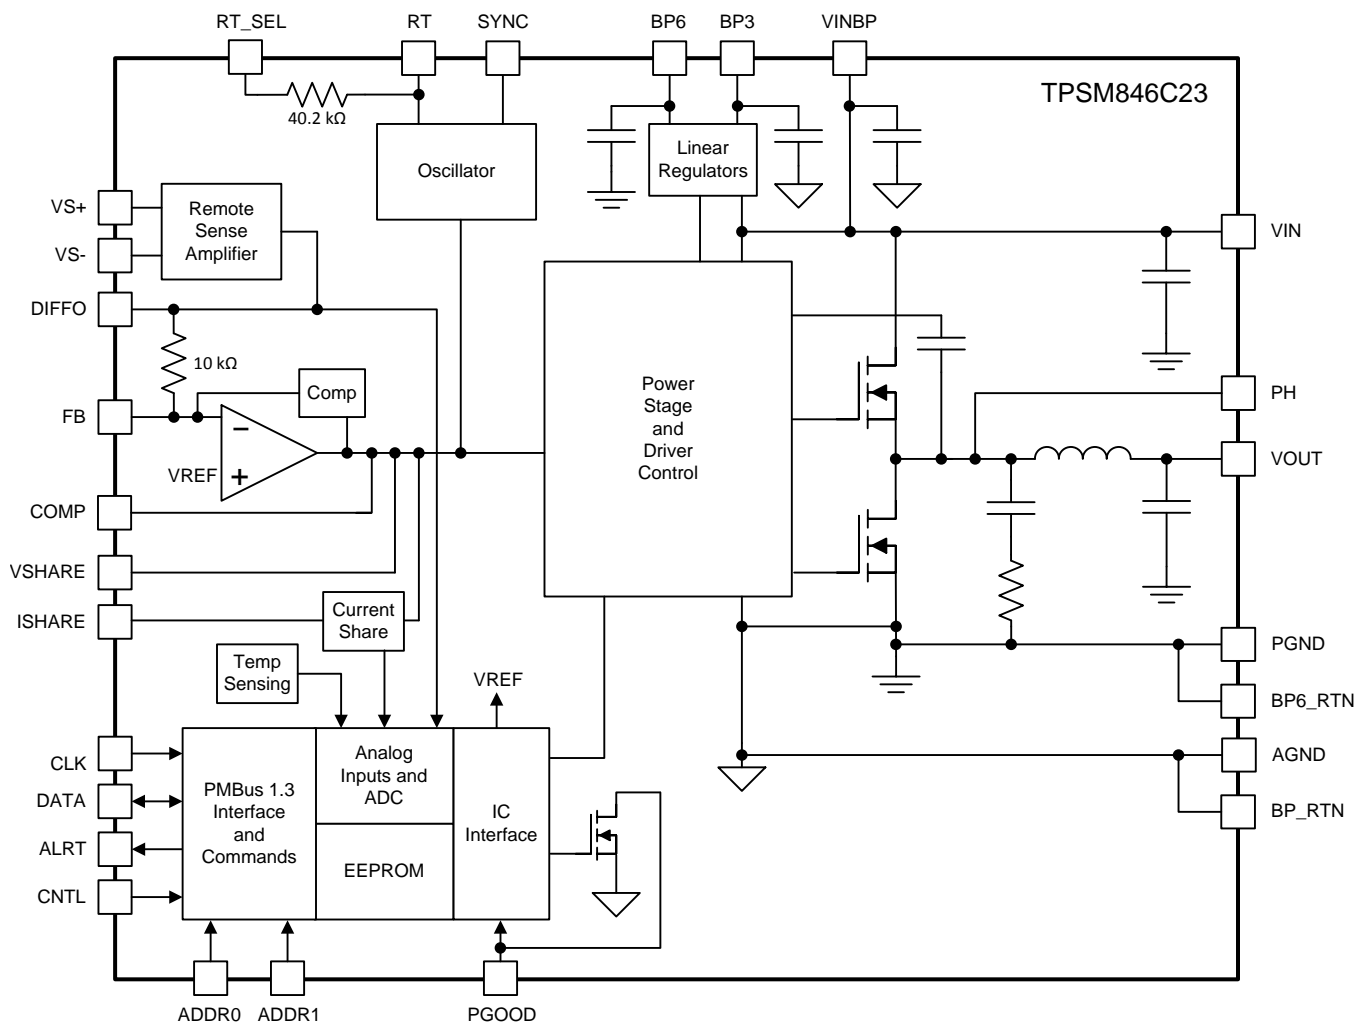 RT_SEL
RT
SYNC
BP6
BP3
VINBP
TPSM846C23
40.2 kΩ
Oscillator
Linear
Regulators
VS+
VS-
Remote
Sense
Amplifier
VIN
DIFFO
10 kΩ
FB
Comp
−
+
VREF
Power
Stage
and
Driver
Control
PH
VOUT
COMP
VSHARE
ISHARE
Current
Share
Temp
Sensing
VREF
PGND
BP6_RTN
AGND
BP_RTN
CLK
DATA
ALRT
CNTL
PMBus 1.3
Interface
and
Commands
Analog
Inputs and
ADC
EEPROM
IC
Interface
ADDR0
ADDR1
PGOOD